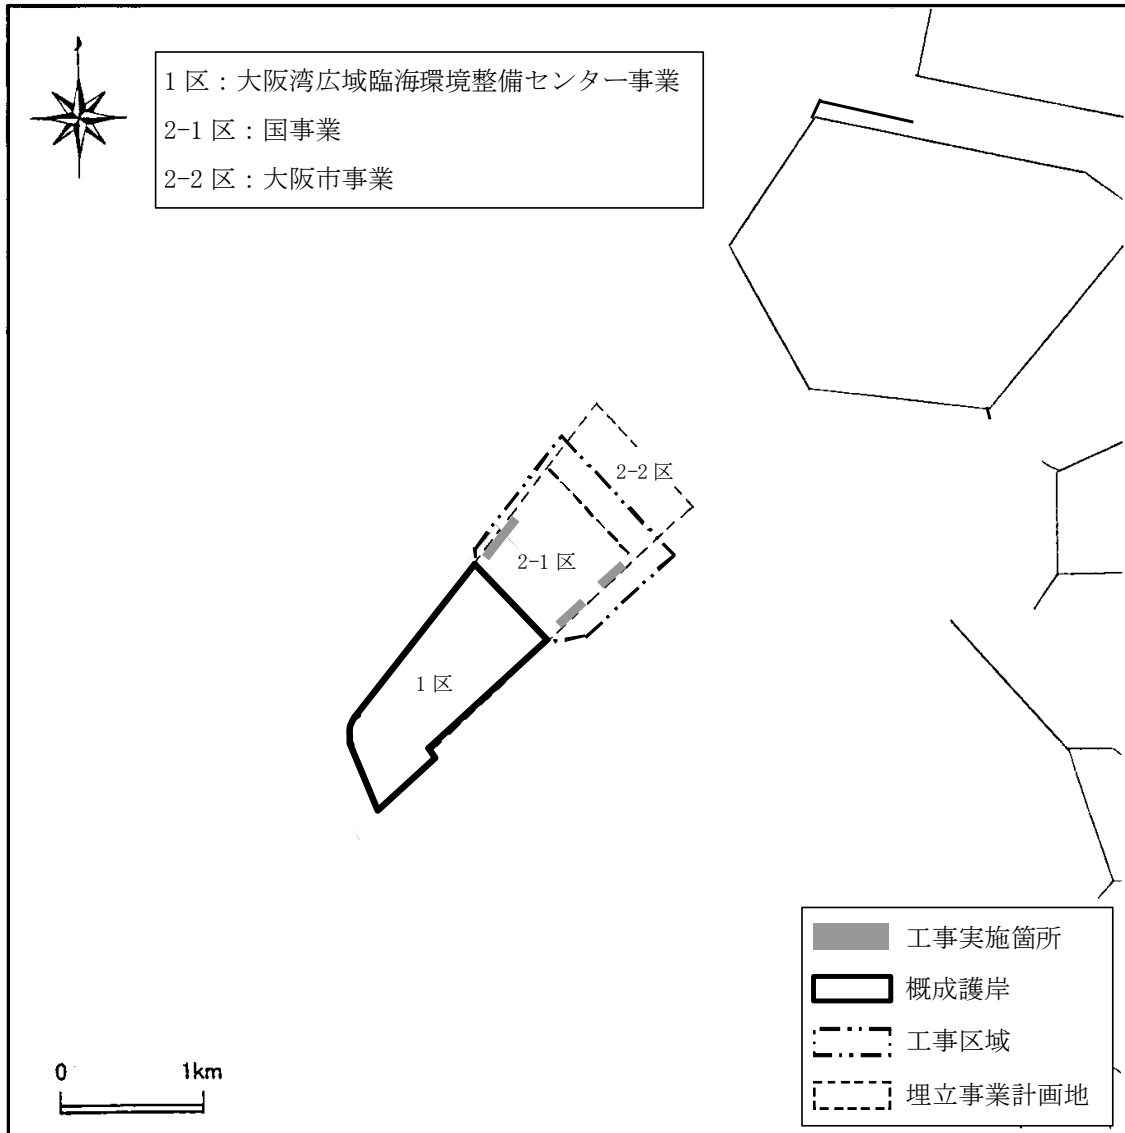 1 区：大阪湾広域臨海環境整備センター事業
2-1 区：国事業
2-2 区：大阪市事業
2-2 区
2-1 区
1 区
工事実施箇所
概成護岸
工事区域
埋立事業計画地
0 1km